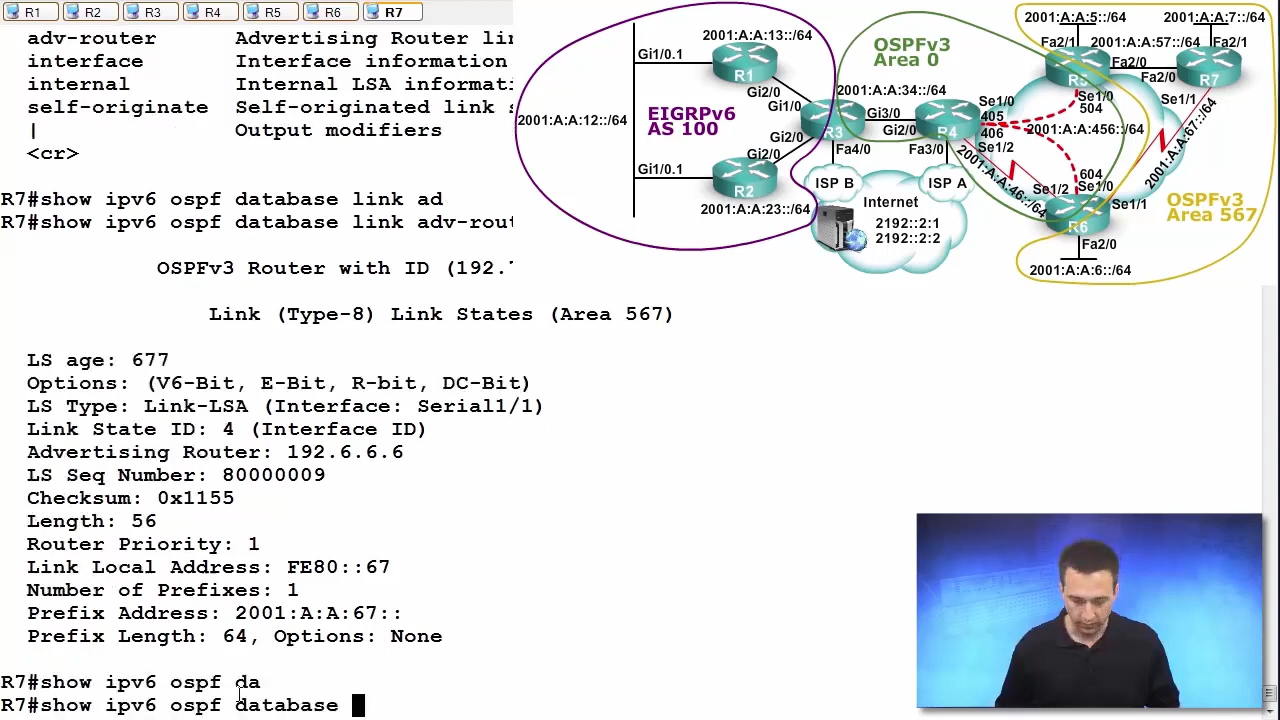 R1
R2
R3
R4
R5
R6
R7
adv-router Advertising Router lin
interface Interface information
internal Internal LSA informati
self-originate Self-originated link s
| Output modifiers
<cr>
R7#show ipv6 ospf database link ad
R7#show ipv6 ospf database link adv-rout
OSPFv3 Router with ID (192.7
Link (Type-8) Link States (Area 567)
LS age: 677
Options: (V6-Bit, E-Bit, R-bit, DC-Bit)
LS Type: Link-LSA (Interface: Serial1/1)
Link State ID: 4 (Interface ID)
Advertising Router: 192.6.6.6
LS Seq Number: 80000009
Checksum: 0x1155
Length: 56
Router Priority: 1
Link Local Address: FE80::67
Number of Prefixes: 1
Prefix Address: 2001:A:A:67::
Prefix Length: 64, Options: None
R7#show ipv6 ospf da
R7#show ipv6 ospf database
2001:A:A:13::/64
Gi1/0.1
R1
Gi2/0
Gi1/0
EIGRPv6
AS 100
2001:A:A:12::/64
R3
Gi2/0
Gi2/0
Fa4/0
Gi1/0.1
R2
2001:A:A:23::/64
OSPFv3
Area 0
2001:A:A:34::/64
Gi3/0
Gi2/0
R4
Fa3/0
Se1/0
405
406
Se1/2
ISP B
ISP A
Internet
2192::2:1
2192::2:2
2001:A:A:5::/64
2001:A:A:7::/64
Fa2/1
2001:A:A:57::/64
Fa2/1
Fa2/0
Fa2/0
R5
R7
Se1/0
504
Se1/1
2001:A:A:456::/64
2001:A:A:67::/64
2001:A:A:46::/64
604
Se1/2
Se1/0
Se1/1
R6
Fa2/0
2001:A:A:6::/64
OSPFv3
Area 567